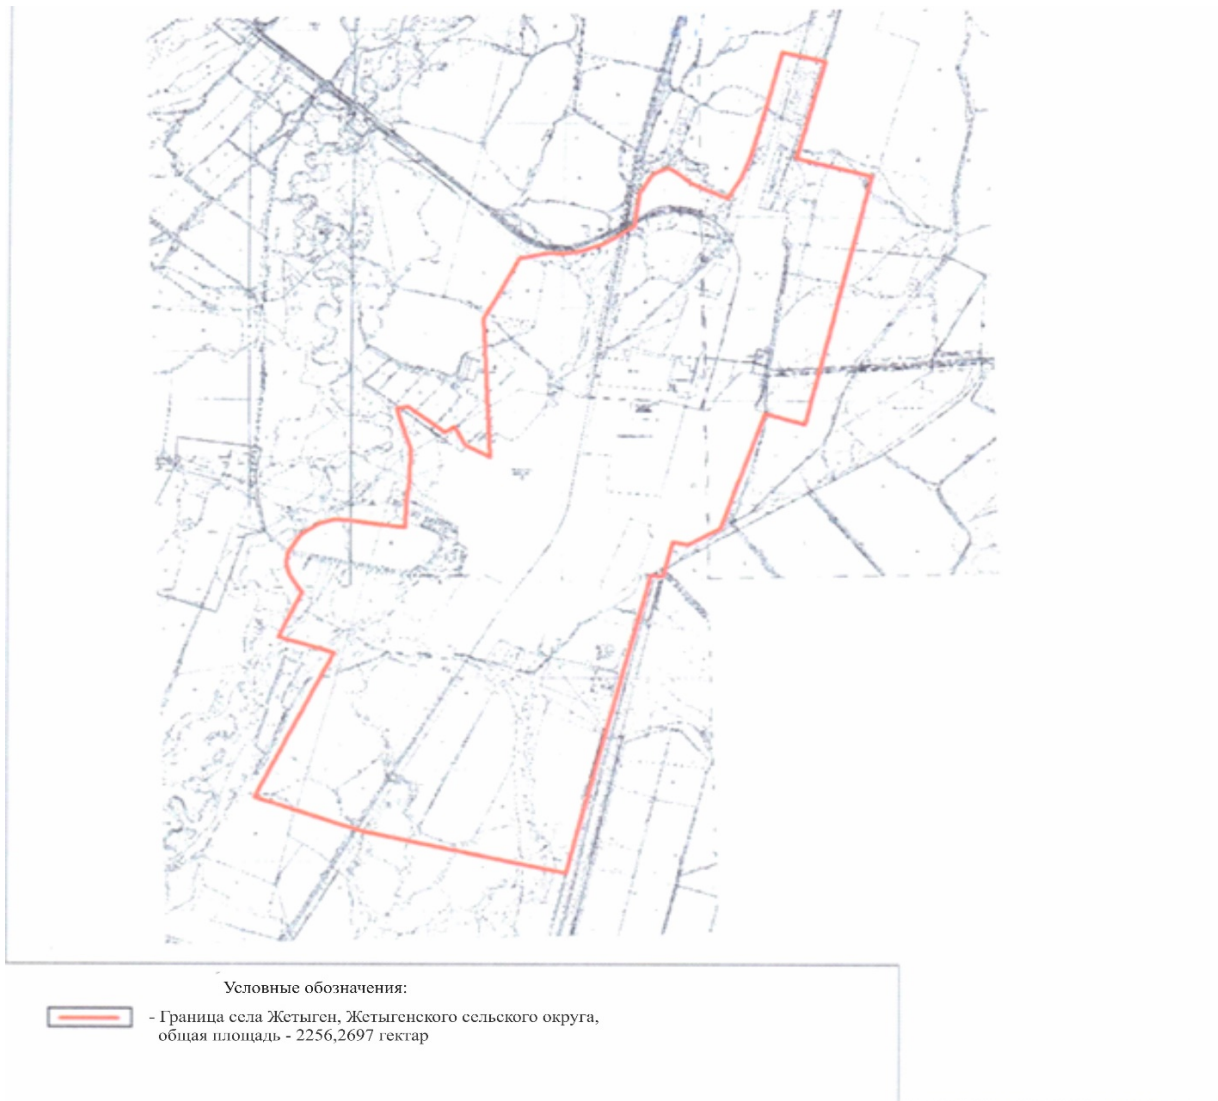 Условные обозначения:
- Граница села Жетыген, Жетыгенского сельского округа,
общая площадь - 2256,2697 гектар